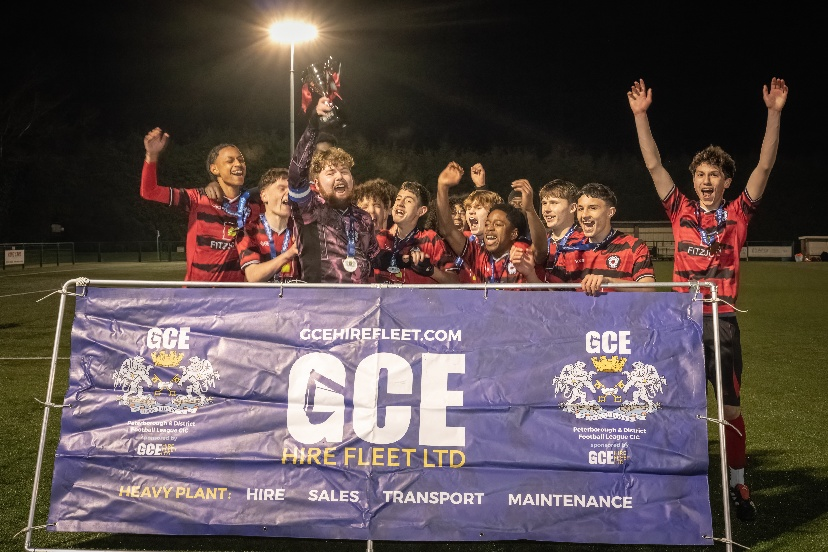 GCEHIREFLEET.COM
GCE
HIRE FLEET LTD
HEAVY PLANT: HIRE SALES TRANSPORT MAINTENANCE
GCE
Peterborough & District
Football League CIC
sponsored by
GCE
GCE
Peterborough & District
Football League CIC
sponsored by
GCE
FITZ